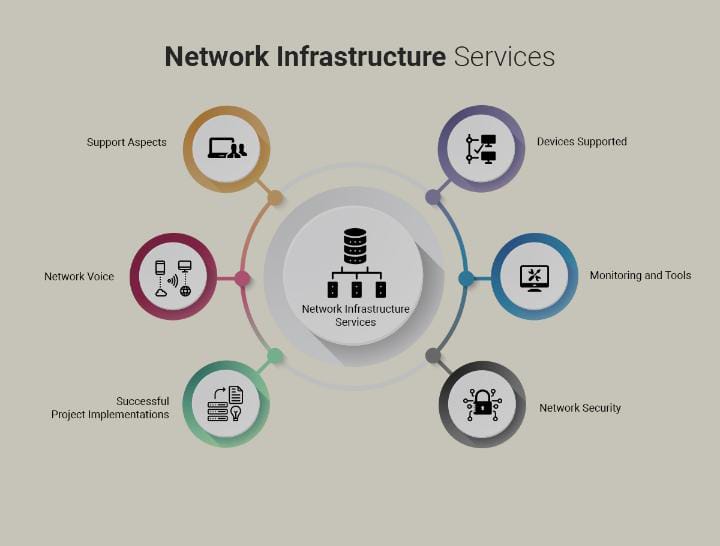 Network Infrastructure Services
Support Aspects
Devices Supported
Network Voice
Monitoring and Tools
Network Infrastructure
Services
Successful
Project Implementations
Network Security